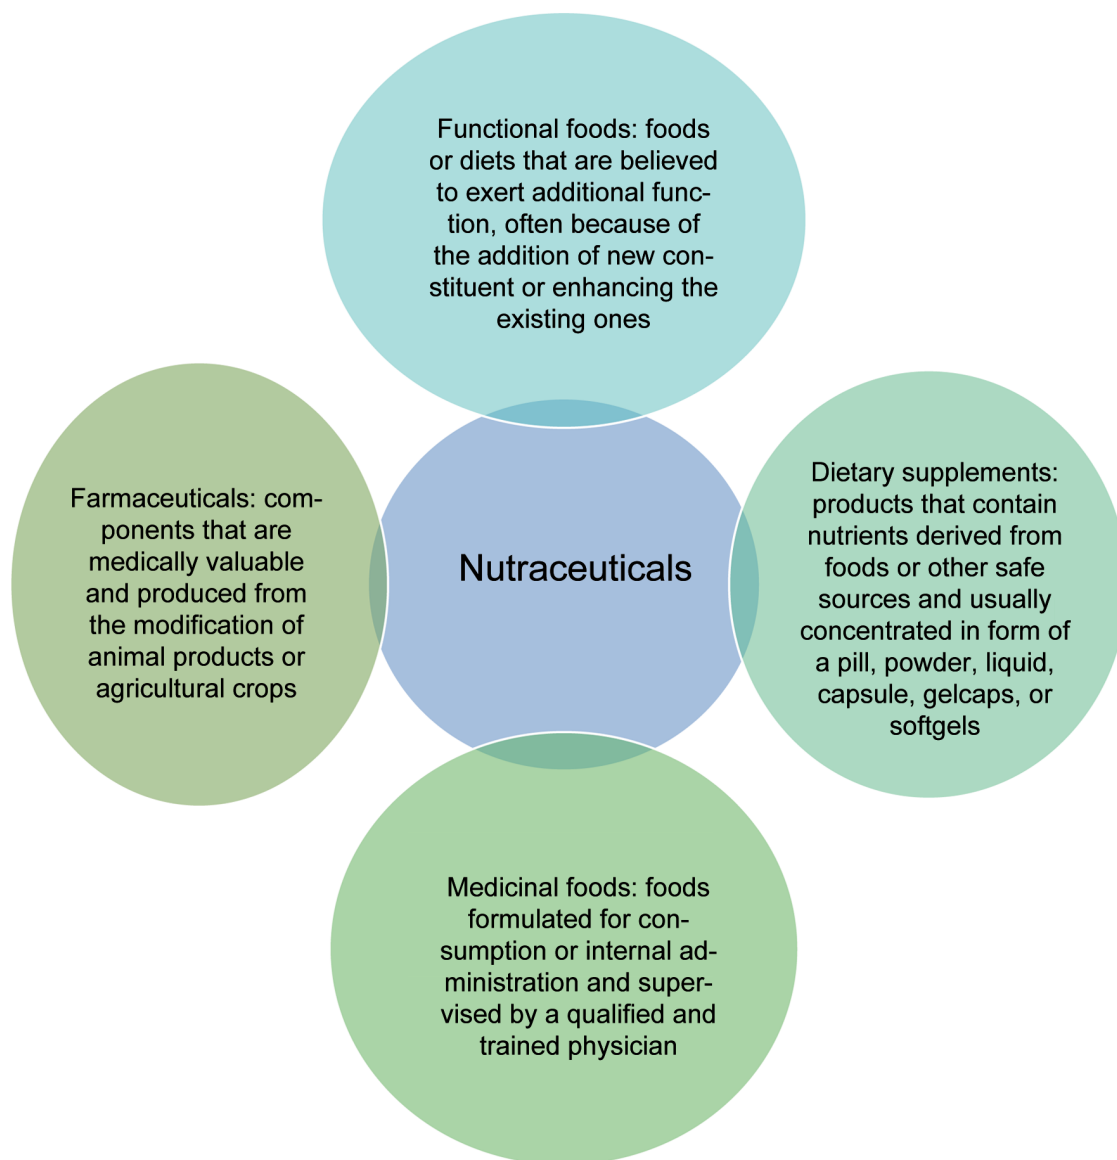 Functional foods: foods
or diets that are believed
to exert additional func-
tion, often because of
the addition of new con-
stituent or enhancing the
existing ones
Farmaceuticals: com-
ponents that are
medically valuable
and produced from
the modification of
animal products or
agricultural crops
Nutraceuticals
Dietary supplements:
products that contain
nutrients derived from
foods or other safe
sources and usually
concentrated in form of
a pill, powder, liquid,
capsule, gelcaps, or
softgels
Medicinal foods: foods
formulated for con-
sumption or internal ad-
ministration and super-
vised by a qualified and
trained physician